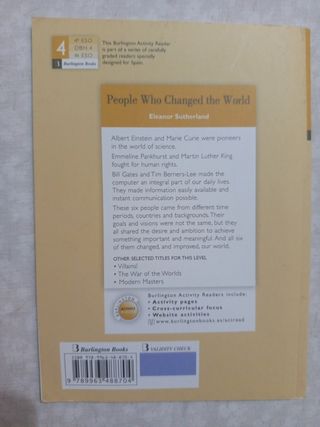 4
4º ESO
DBH 4
4t ESO
Burlington Books
This Burlington Activity Reader
is part of a series of carefully
graded readers specially
designed for Spain.
People Who Changed the World
Eleanor Sutherland
Albert Einstein and Marie Curie were pioneers
in the world of science.
Emmeline Pankhurst and Martin Luther King
fought for human rights.
Bill Gates and Tim Berners-Lee made the
computer an integral part of our daily lives.
They made information easily available and
instant communication possible.
These six people came from different time
periods, countries and backgrounds. Their
goals and visions were not the same, but they
all shared the desire and ambition to achieve
something important and meaningful. And all six
of them changed, and improved, our world.
OTHER SELECTED TITLES FOR THIS LEVEL
• Villamil
• The War of the Worlds
• Modern Masters
Burlington Activity Readers include:
• Activity pages
• Cross-curricular focus
• Website activities
www.burlingtonbooks.es/actread
B Burlington Books
B VALIDITY CHECK
9 789963 488704